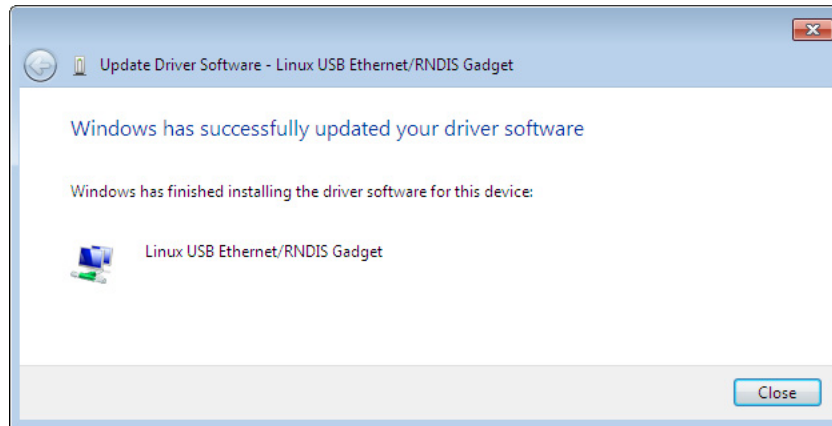 Update Driver Software - Linux USB Ethernet/RNDIS Gadget
Windows has successfully updated your driver software
Windows has finished installing the driver software for this device:
Linux USB Ethernet/RNDIS Gadget
Close